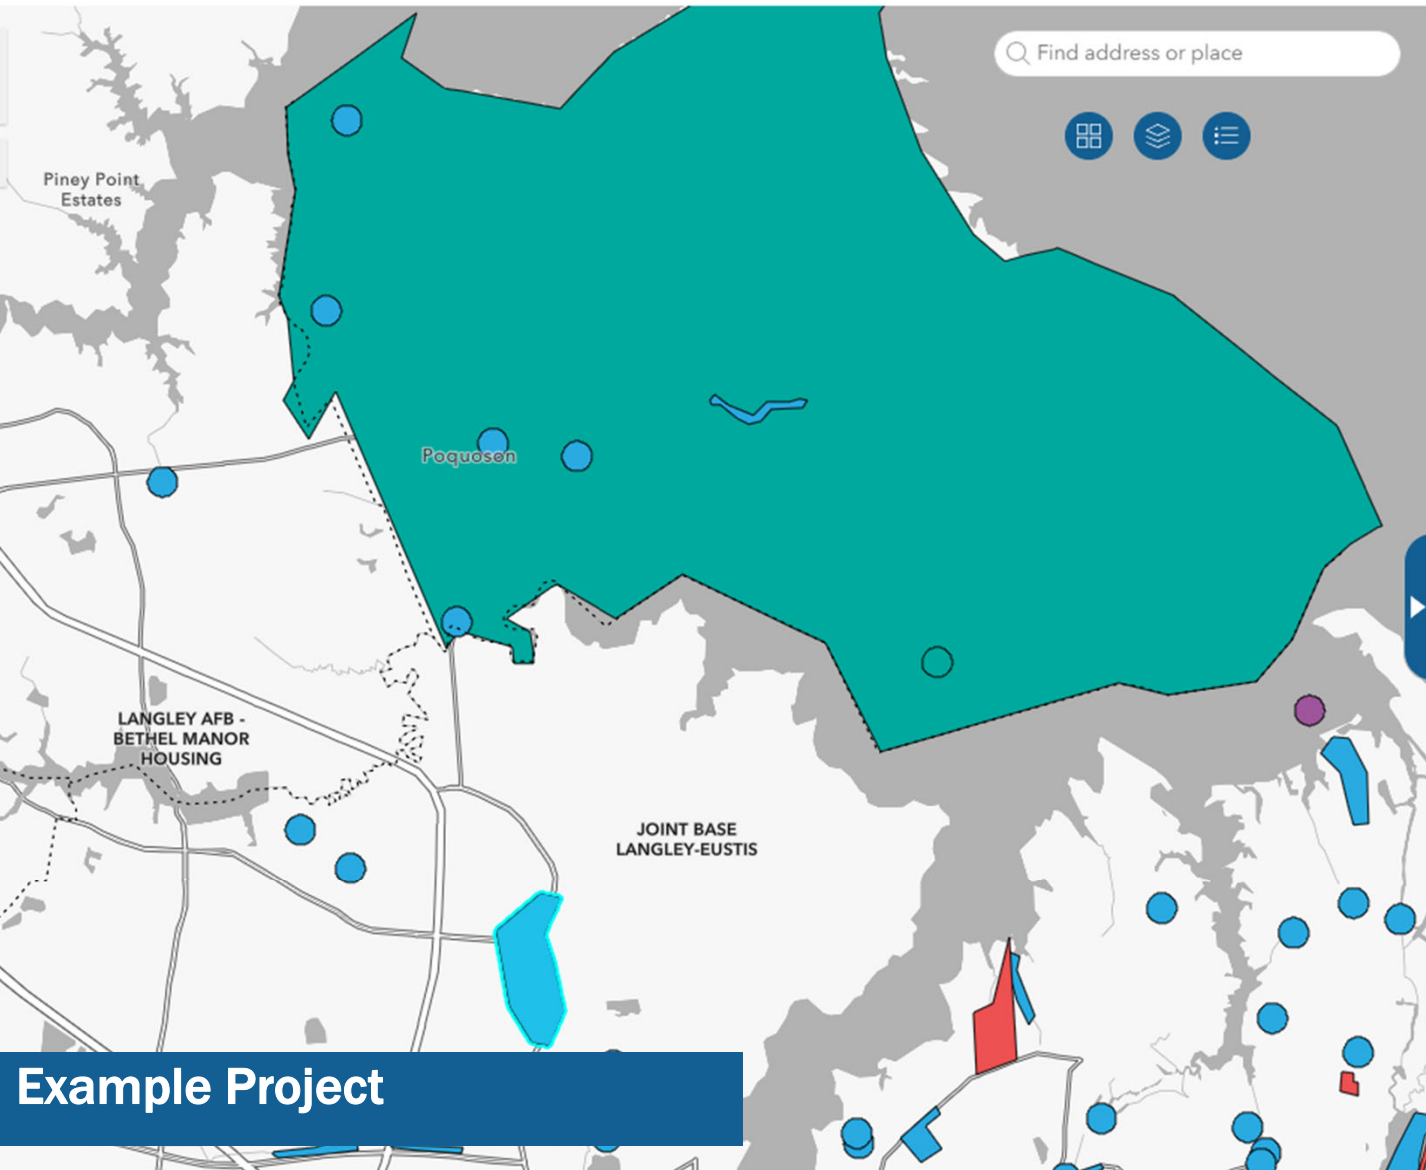 Find address or place
Piney Point
Estates
Poquoson
LANGLEY AFB -
BETHEL MANOR
HOUSING
JOINT BASE
LANGLEY-EUSTIS
Example Project